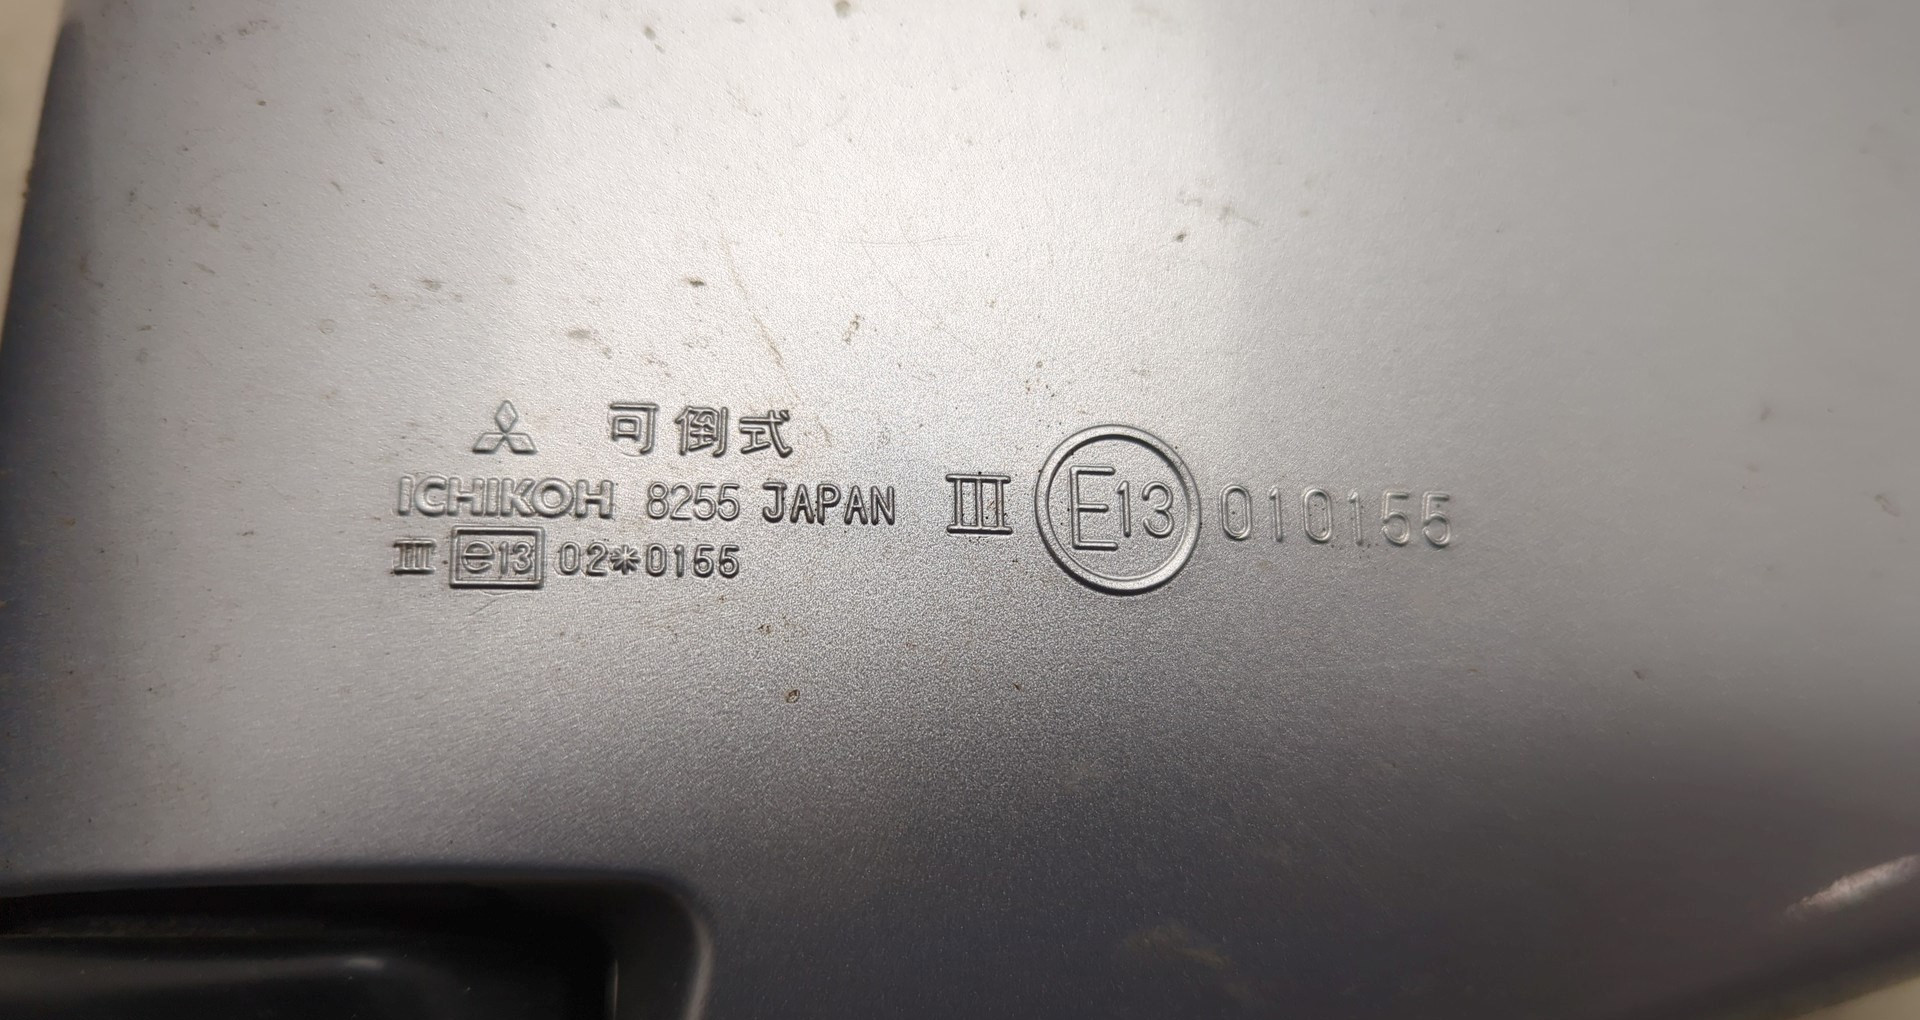 可倒式
ICHIKOH 8255 JAPAN
III e13 02*0155
III E13 010155